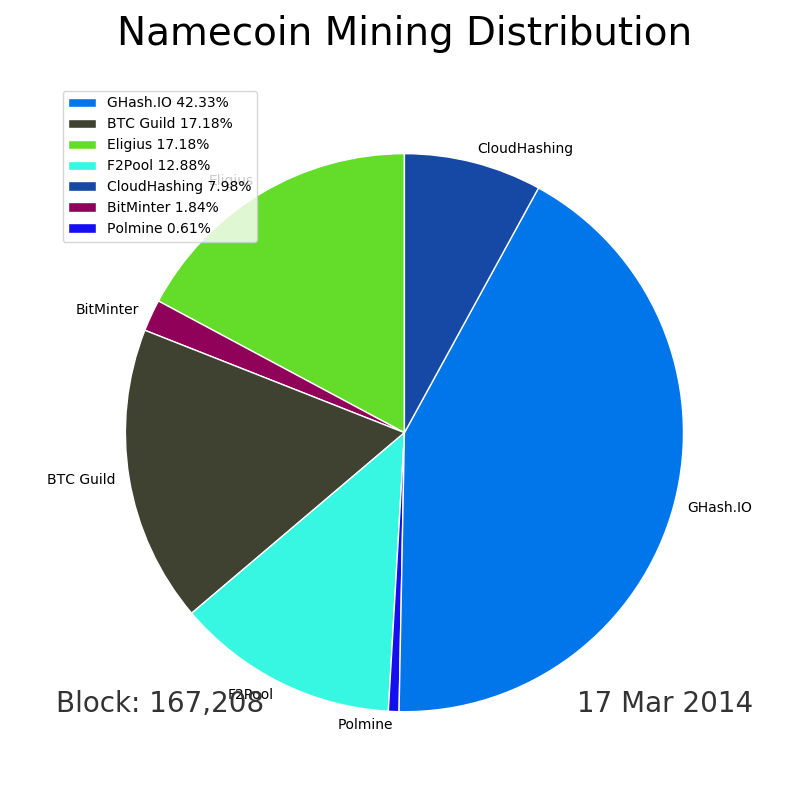 Namecoin Mining Distribution
GHash.IO 42.33%
BTC Guild 17.18%
Eligius 17.18%
F2Pool 12.88%
CloudHashing 7.98%
BitMinter 1.84%
Polmine 0.61%
CloudHashing
Eligius
BitMinter
BTC Guild
GHash.IO
F2Pool
Block: 167,208
17 Mar 2014
Polmine